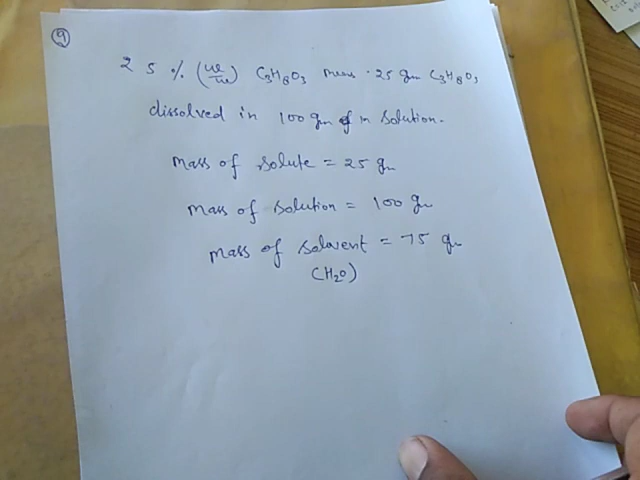 9
25 % (w/w) C3H8O3 means 25 gm C3H8O3
dissolved in 100 gm of in solution.
Mass of solute = 25 gm
Mass of solution = 100 gm
Mass of solvent = 75 gm
(H2O)